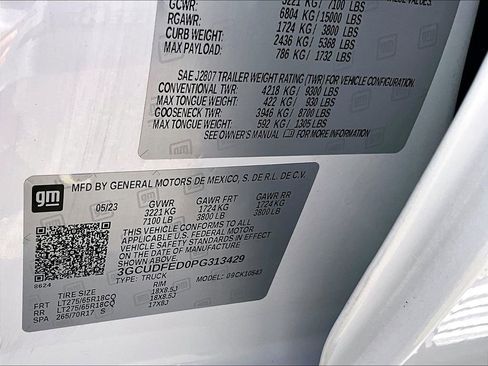 GVWR: 3221 KG / 7100 LBS
GCWR: 6804 KG/15000 LBS
RGAWR: 1724 KG / 3800 LBS
CURB WEIGHT: 2436 KG / 5368 LBS
MAX PAYLOAD: 786 KG / 1732 LBS
SAE J2807 TRAILER WEIGHT RATING (TWR) FOR VEHICLE CONFIGURATION.
CONVENTIONAL TWR: 4218 KG / 9300 LBS
MAX TONGUE WEIGHT: 422 KG / 930 LBS
GOOSENECK TWR: 3946 KG / 8700 LBS
MAX TONGUE WEIGHT: 592 KG / 1305 LBS
SEE OWNER'S MANUAL FOR MORE INFORMATION
gm
MFD BY GENERAL MOTORS DE MEXICO, S. DE R.L. DE C.V.
05/23 GVWR GAWR FRT GAWR RR
3221 KG 1724 KG 1724 KG
7100 LB 3800 LB 3800 LB
THIS VEHICLE CONFORMS TO ALL APPLICABLE
U.S. FEDERAL MOTOR VEHICLE SAFETY
STANDARDS IN EFFECT ON THE DATE OF MANUFACTURE
SHOWN ABOVE.
3GCUDFED0PG313429
TYPE: TRUCK MODEL: 09CK10543
2624
TIRE SIZE RIM
FRT LT275/65R18CQ 18X8.5J
RR LT275/65R18CQ 18X8.5J
SPA 265/70R17 S 17X8J